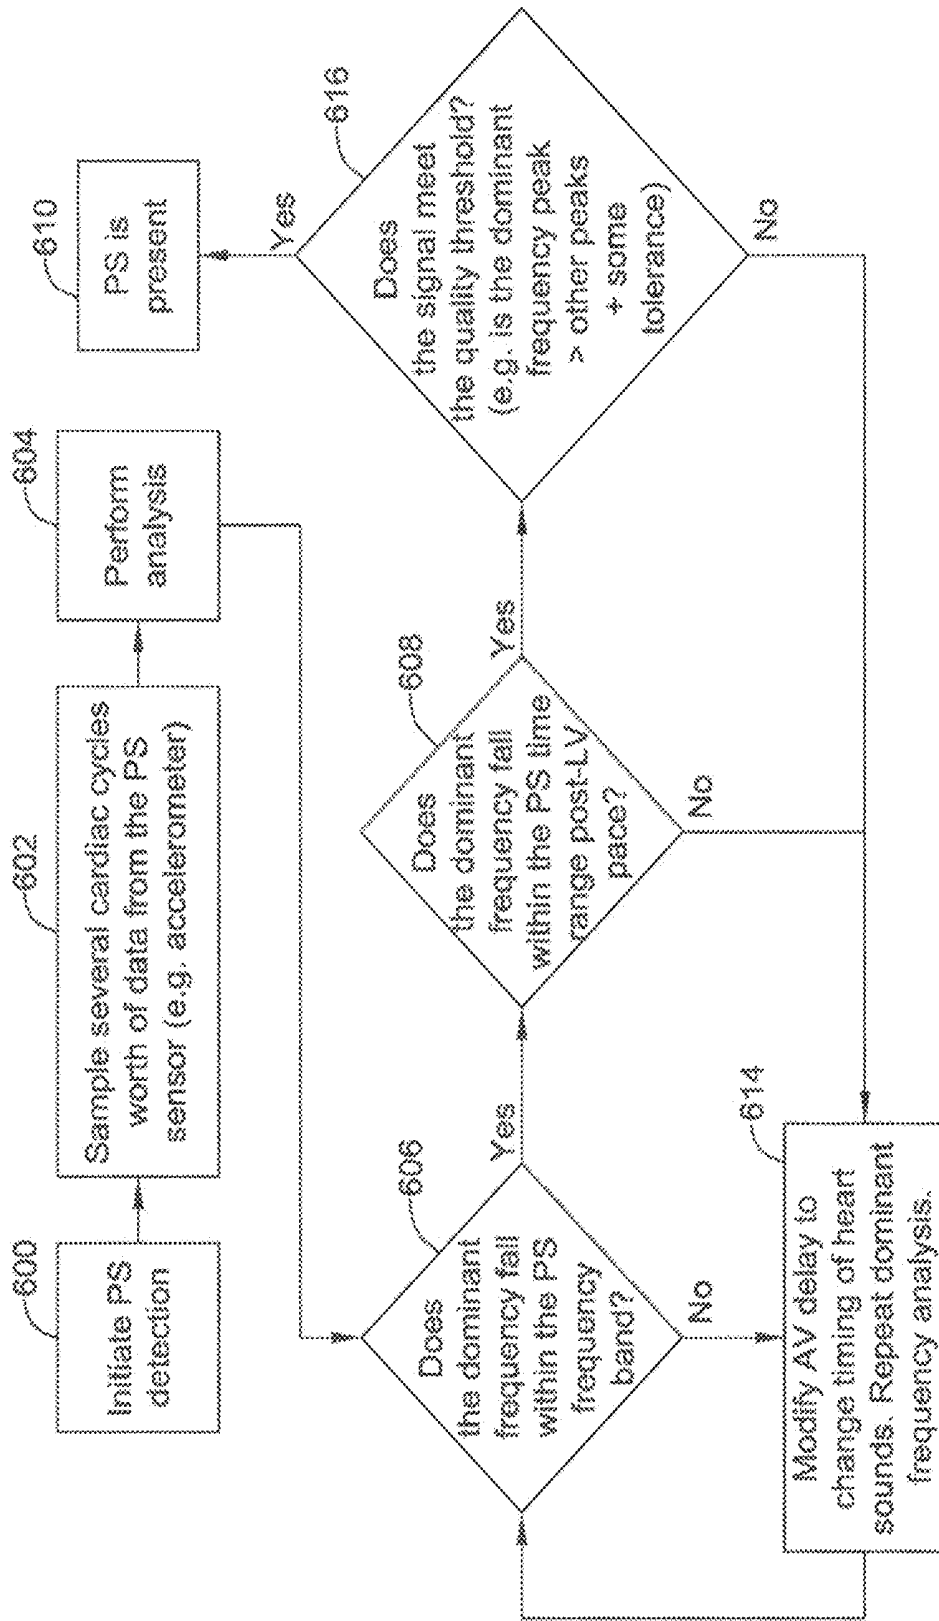 600
Initiate PS
detection
602
Sample several cardiac cycles
worth of data from the PS
sensor (e.g. accelerometer)
604
Perform
analysis
610
PS is
present
606
Does
the dominant
frequency fall
within the PS
frequency
band?
Yes
No
608
Does
the dominant
frequency fall
within the PS time
range post-LV
pace?
Yes
No
616
Does
the signal meet
the quality threshold?
(e.g. is the dominant
frequency peak
> other peaks
+ some
tolerance)
Yes
No
614
Modify AV delay to
change timing of heart
sounds. Repeat dominant
frequency analysis.